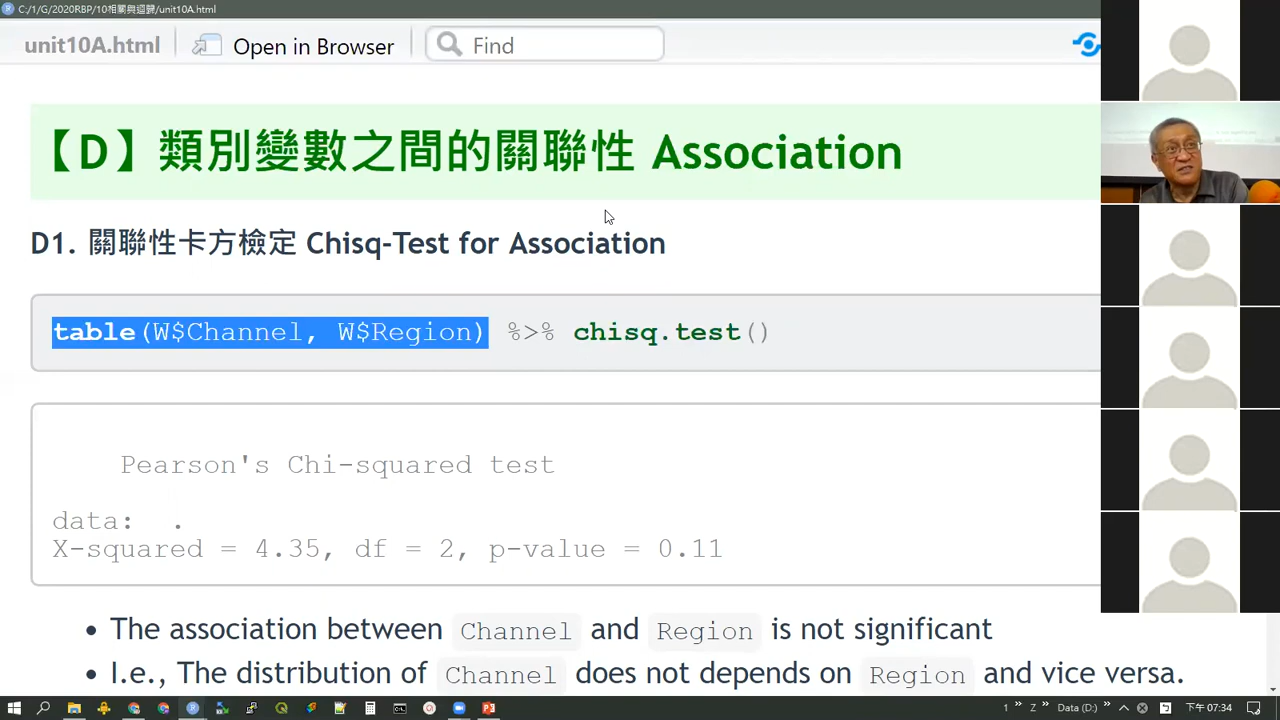 C:/1/G/2020RBP/10相關與迴歸/unit10A.html
unit10A.html
Open in Browser
Find
【D】類別變數之間的關聯性 Association
D1. 關聯性卡方檢定 Chisq-Test for Association
table(W$Channel, W$Region) %>% chisq.test()
Pearson's Chi-squared test
data:  .
X-squared = 4.35, df = 2, p-value = 0.11
• The association between Channel and Region is not significant
• I.e., The distribution of Channel does not depends on Region and vice versa.
1 » Z » Data (D:) » 下午 07:34